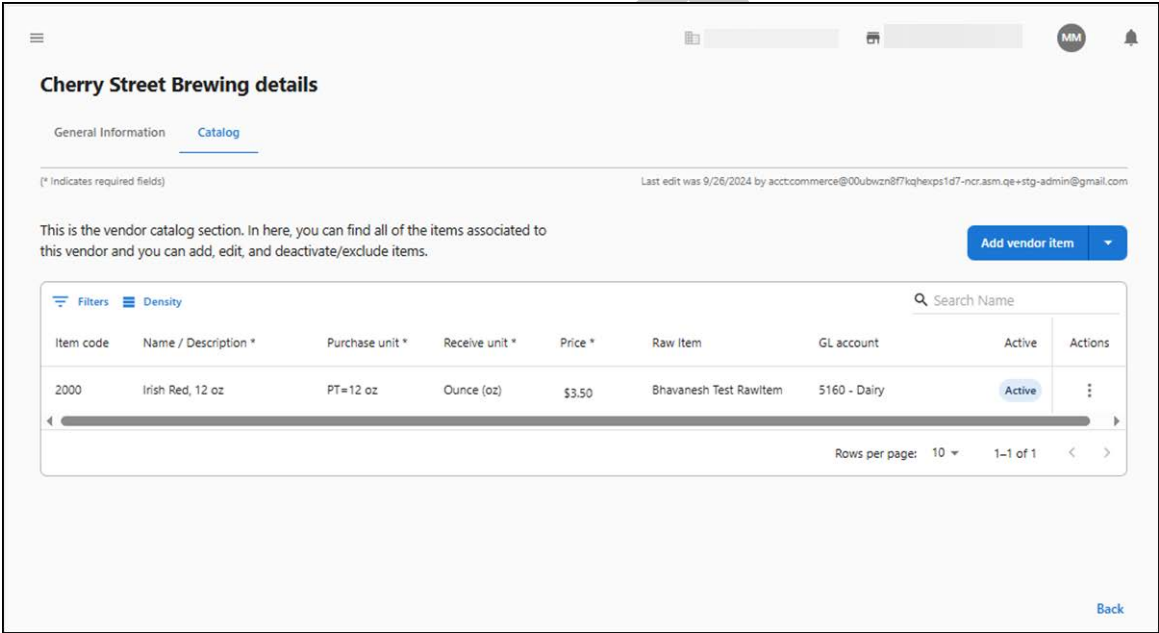 MM
Cherry Street Brewing details
General Information Catalog
(* Indicates required fields) Last edit was 9/26/2024 by acct:commerce@00ubwzn8f7kqhexps1d7-ncr.asm.qe+stg-admin@gmail.com
This is the vendor catalog section. In here, you can find all of the items associated to
this vendor and you can add, edit, and deactivate/exclude items.
Add vendor item
Filters Density Search Name
Item code Name / Description * Purchase unit * Receive unit * Price * Raw Item GL account Active Actions
2000 Irish Red, 12 oz PT=12 oz Ounce (oz) $3.50 Bhavanesh Test RawItem 5160 - Dairy Active
Rows per page: 10 1–1 of 1
Back